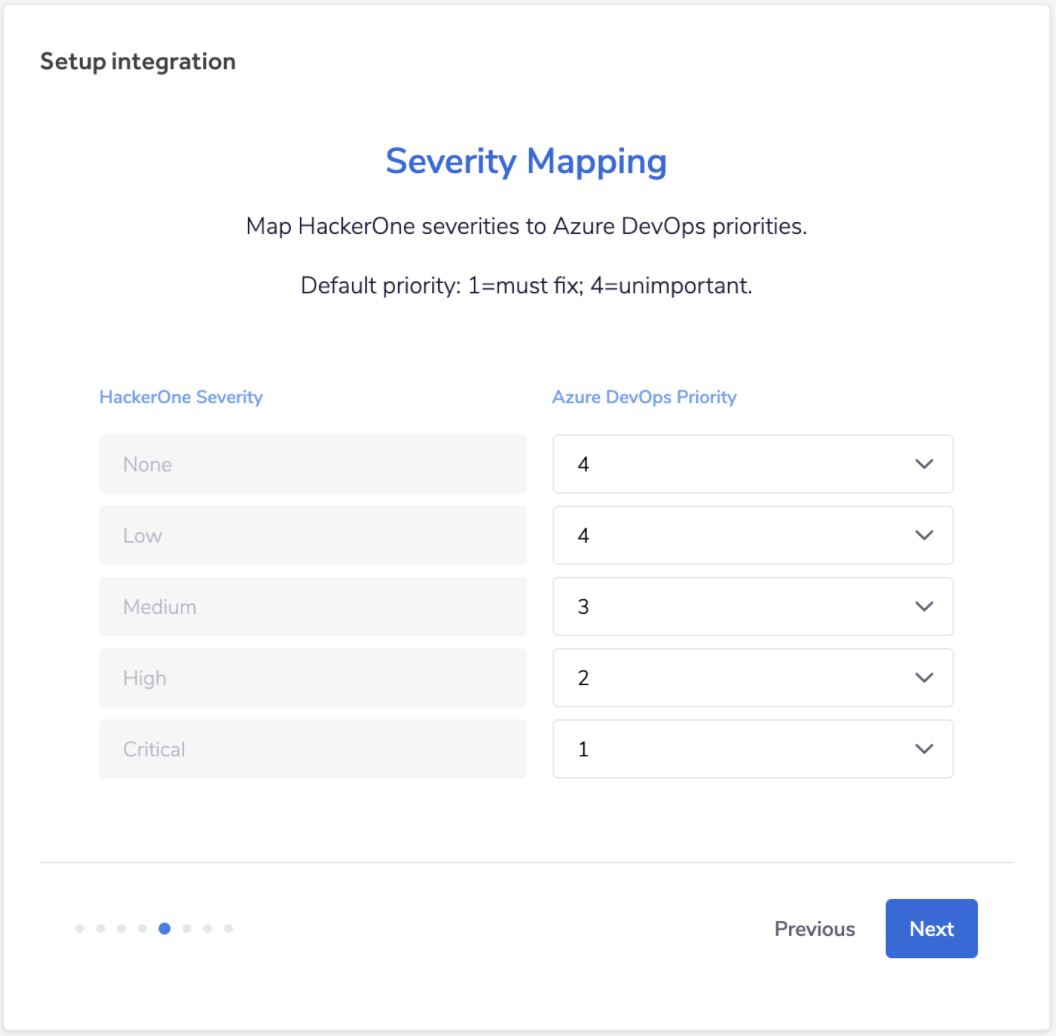 Setup integration
Severity Mapping
Map HackerOne severities to Azure DevOps priorities.
Default priority: 1=must fix; 4=unimportant.
HackerOne Severity Azure DevOps Priority
None 4
Low 4
Medium 3
High 2
Critical 1
Previous Next